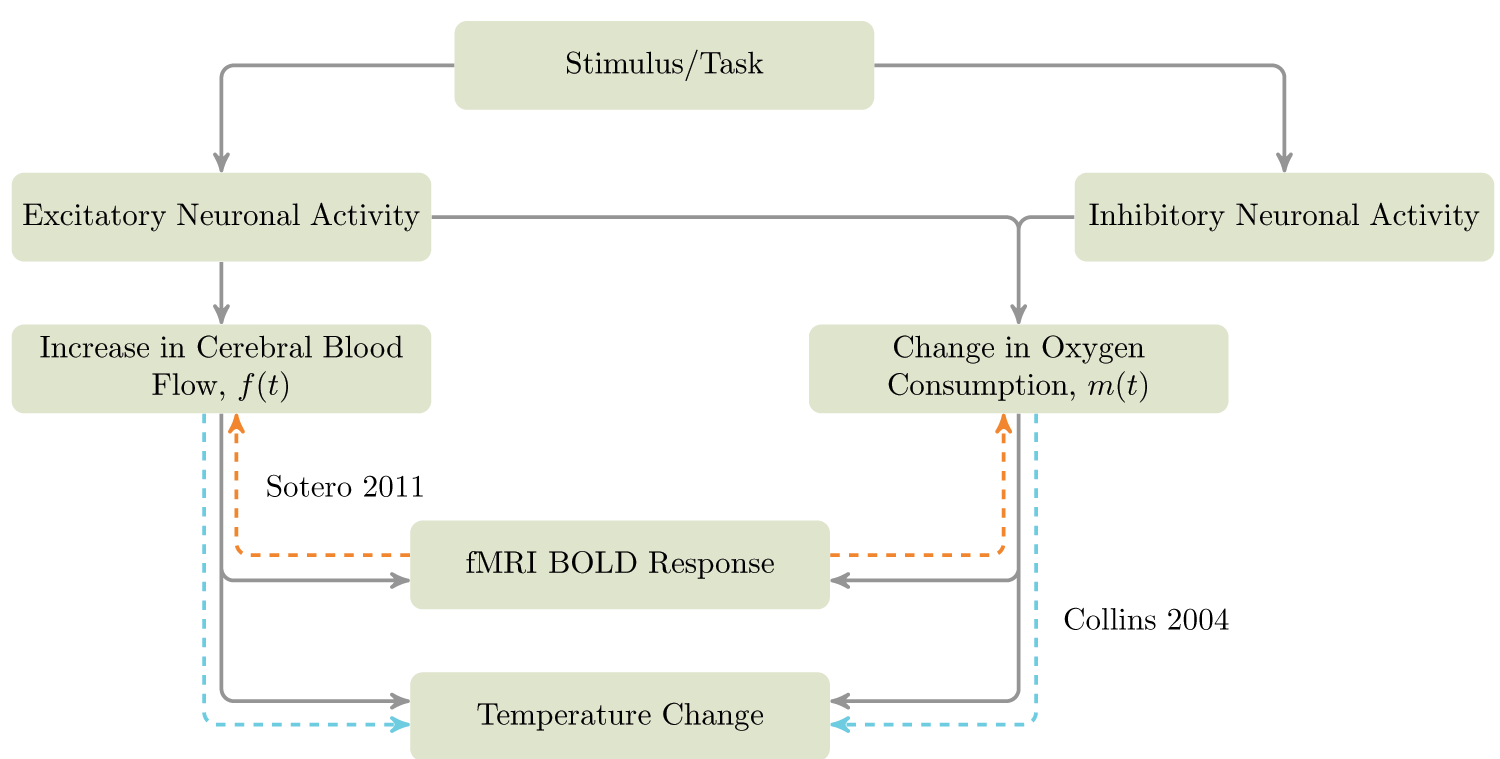 Stimulus/Task
Excitatory Neuronal Activity
Inhibitory Neuronal Activity
Increase in Cerebral Blood
Flow, f(t)
Change in Oxygen
Consumption, m(t)
Sotero 2011
fMRI BOLD Response
Collins 2004
Temperature Change